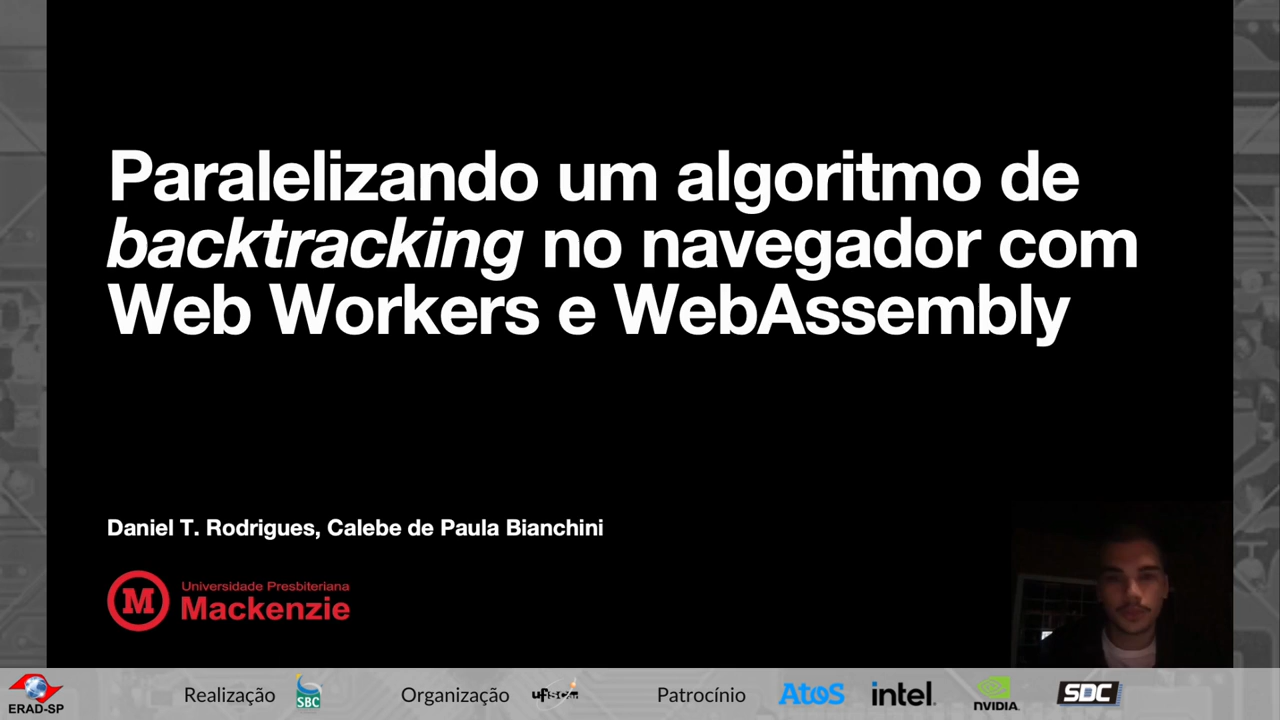 Paralelizando um algoritmo de
backtracking no navegador com
Web Workers e WebAssembly
Daniel T. Rodrigues, Calebe de Paula Bianchini
M
Universidade Presbiteriana
Mackenzie
ERAD-SP
Realização
SBC
Organização
ufscar
Patrocínio
Atos
intel.
NVIDIA.
SDC